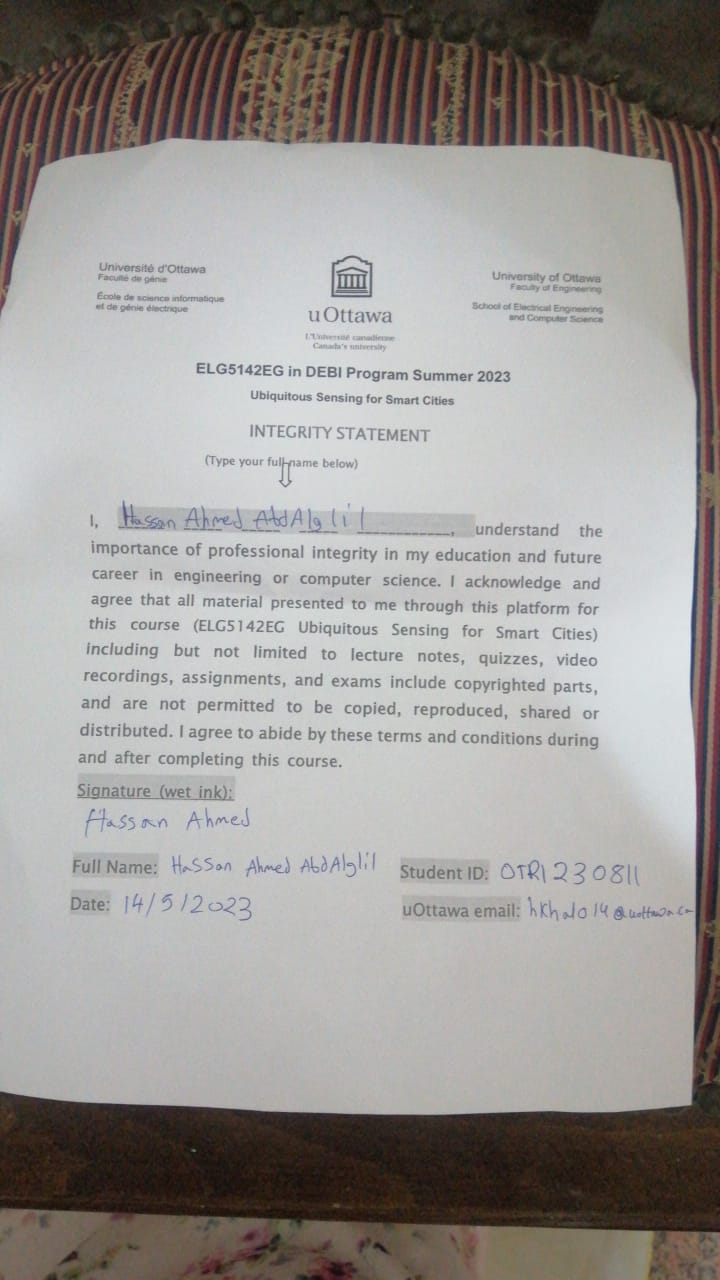 Université d'Ottawa
Faculté de génie
École de science informatique
et de génie électrique
uOttawa
L'Université canadienne
Canada's university
University of Ottawa
Faculty of Engineering
School of Electrical Engineering
and Computer Science
ELG5142EG in DEBI Program Summer 2023
Ubiquitous Sensing for Smart Cities
INTEGRITY STATEMENT
(Type your full name below)
I, Hassan Ahmed AbdAlglil, understand the
importance of professional integrity in my education and future
career in engineering or computer science. I acknowledge and
agree that all material presented to me through this platform for
this course (ELG5142EG Ubiquitous Sensing for Smart Cities)
including but not limited to lecture notes, quizzes, video
recordings, assignments, and exams include copyrighted parts,
and are not permitted to be copied, reproduced, shared or
distributed. I agree to abide by these terms and conditions during
and after completing this course.
Signature (wet ink):
Hassan Ahmed
Full Name: Hassan Ahmed AbdAlglil Student ID: OTR1230811
Date: 14/5/2023 uOttawa email: